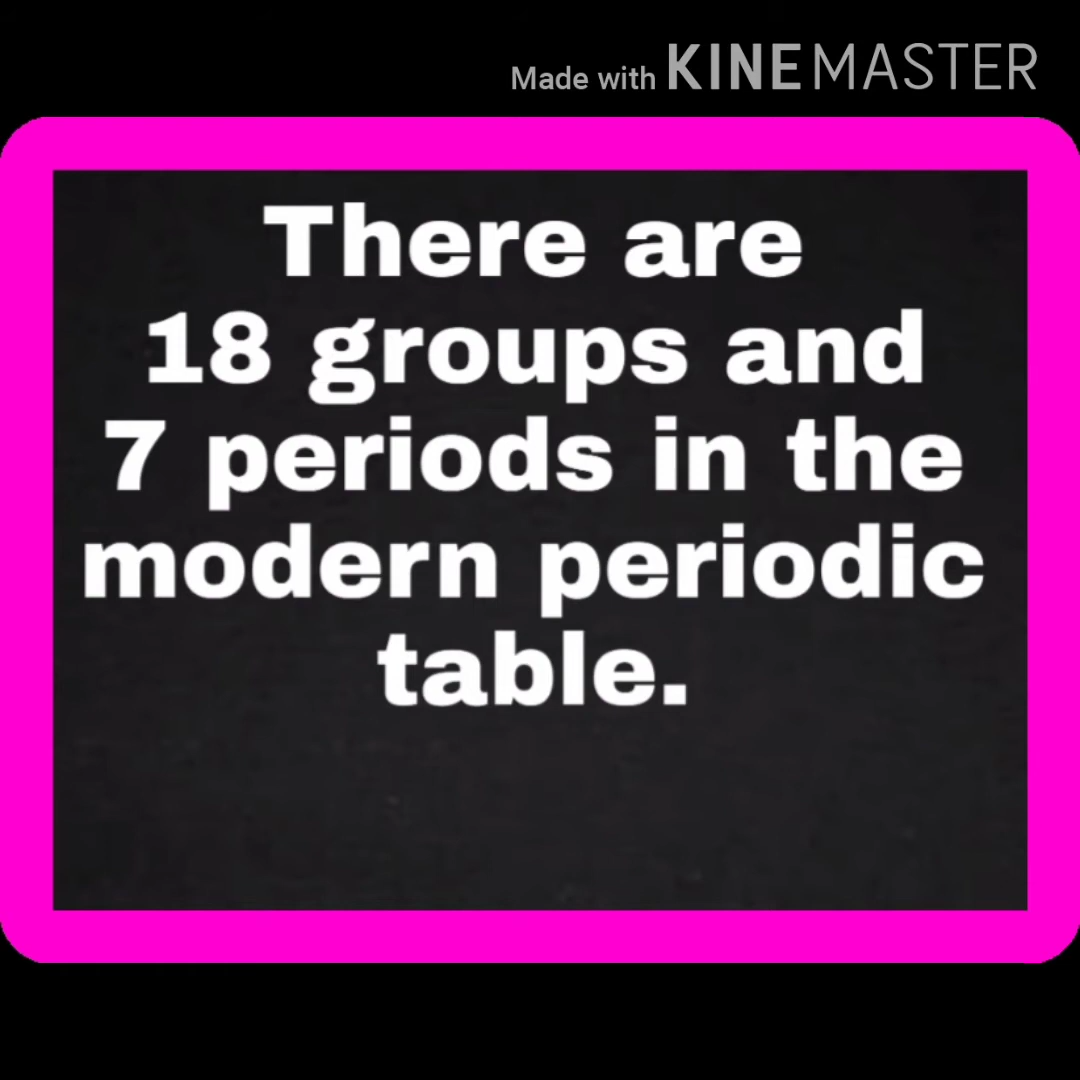 Made with KINEMASTER
There are
18 groups and
7 periods in the
modern periodic
table.